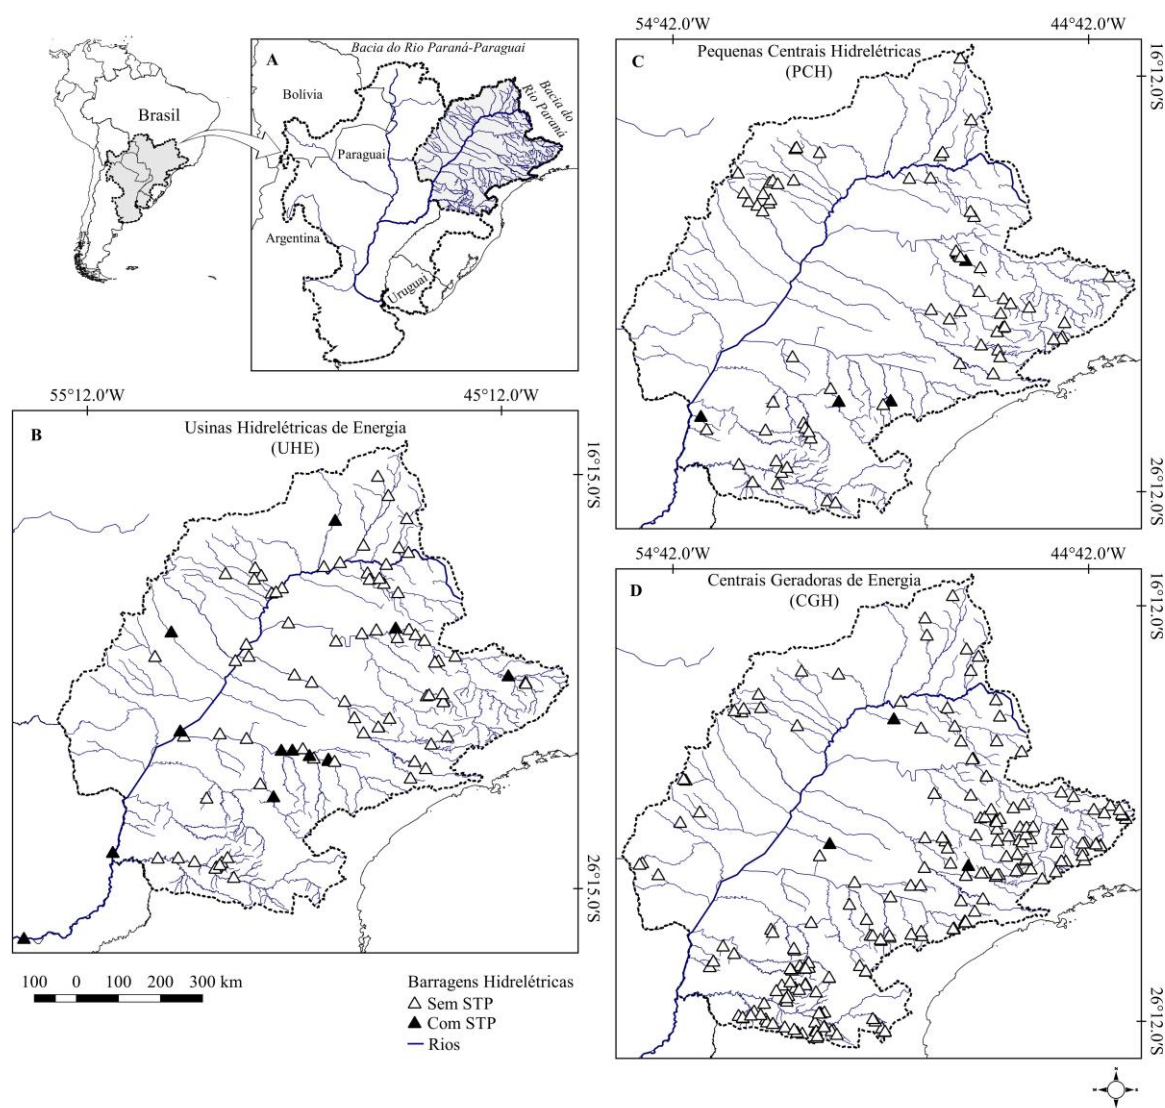 Brasil
A
Bacia do Rio Paraná-Paraguai
Bolívia
Paraguai
Argentina
Uruguai
Bacia do
Rio Paraná
54°42.0'W
44°42.0'W
C
Pequenas Centrais Hidrelétricas
(PCH)
16°12.0'S
26°12.0'S
55°12.0'W
45°12.0'W
B
Usinas Hidrelétricas de Energia
(UHE)
16°15.0'S
26°15.0'S
54°42.0'W
44°42.0'W
Centrais Geradoras de Energia
(CGH)
D
16°12.0'S
26°12.0'S
100 0 100 200 300 km
Barragens Hidrelétricas
Sem STP
Com STP
Rios